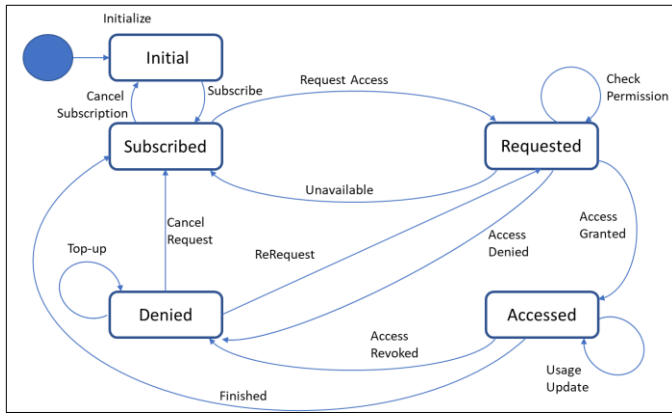 Initialize
Initial
Cancel
Subscription
Subscribe
Request Access
Check
Permission
Subscribed
Requested
Unavailable
Cancel
Request
Access
Granted
Top-up
ReRequest
Access
Denied
Denied
Accessed
Access
Revoked
Usage
Update
Finished